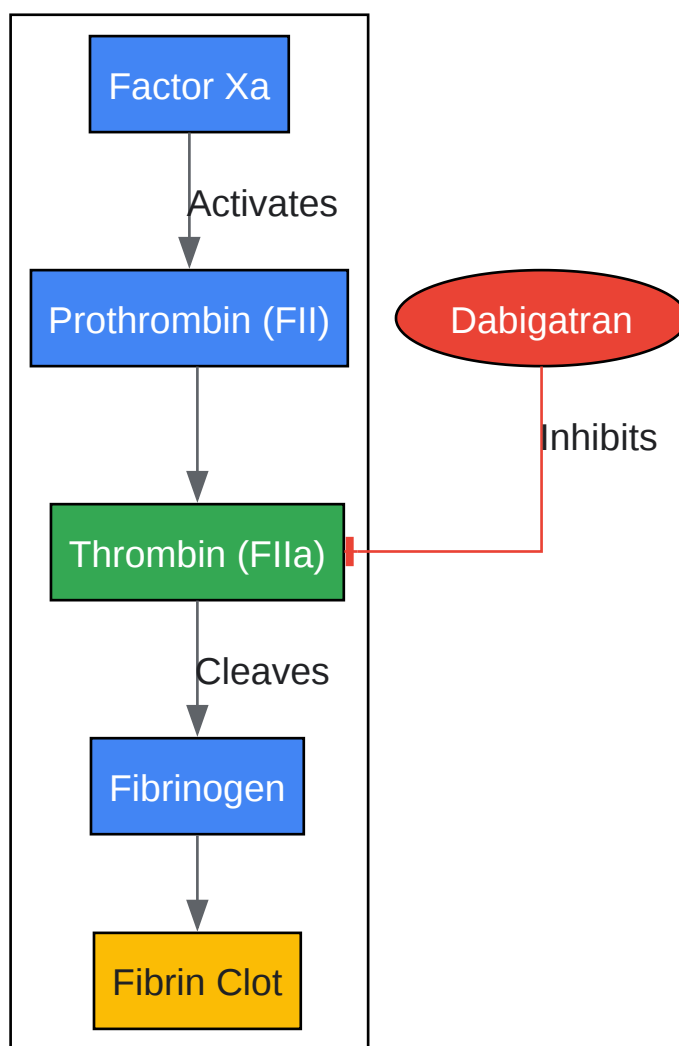 Factor Xa
Activates
Prothrombin (FII)
Dabigatran
Inhibits
Thrombin (FIIa)
Cleaves
Fibrinogen
Fibrin Clot